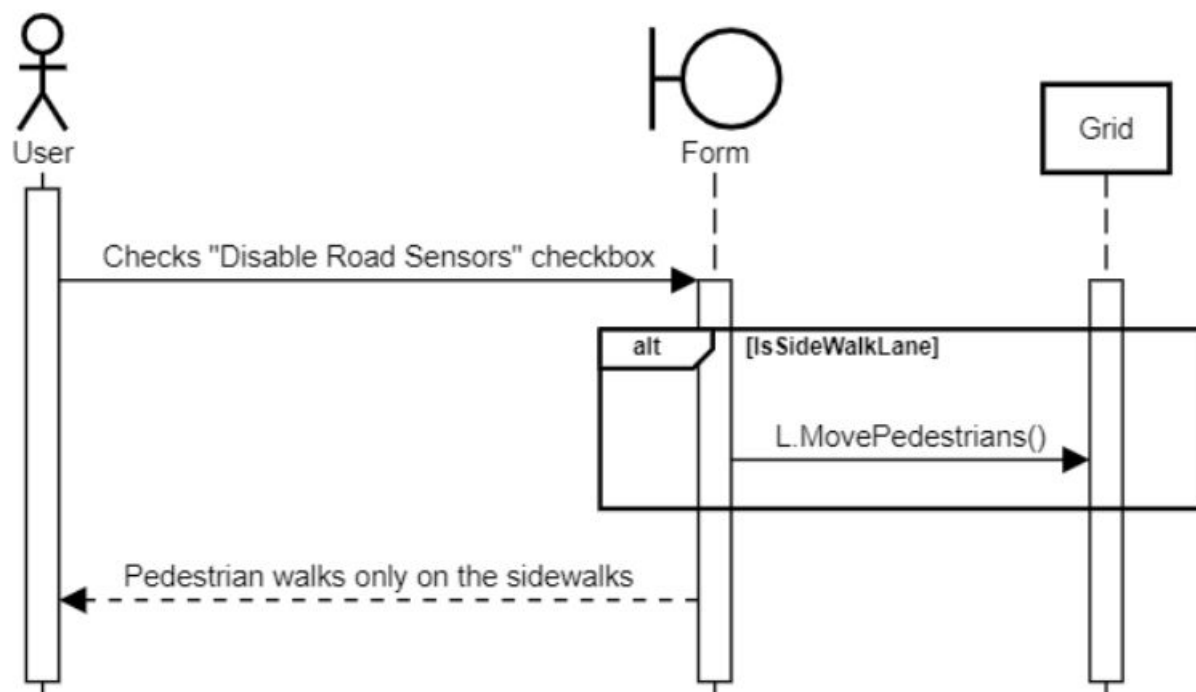 User
Form
Grid
Checks "Disable Road Sensors" checkbox
alt
[IsSideWalkLane]
L.MovePedestrians()
Pedestrian walks only on the sidewalks